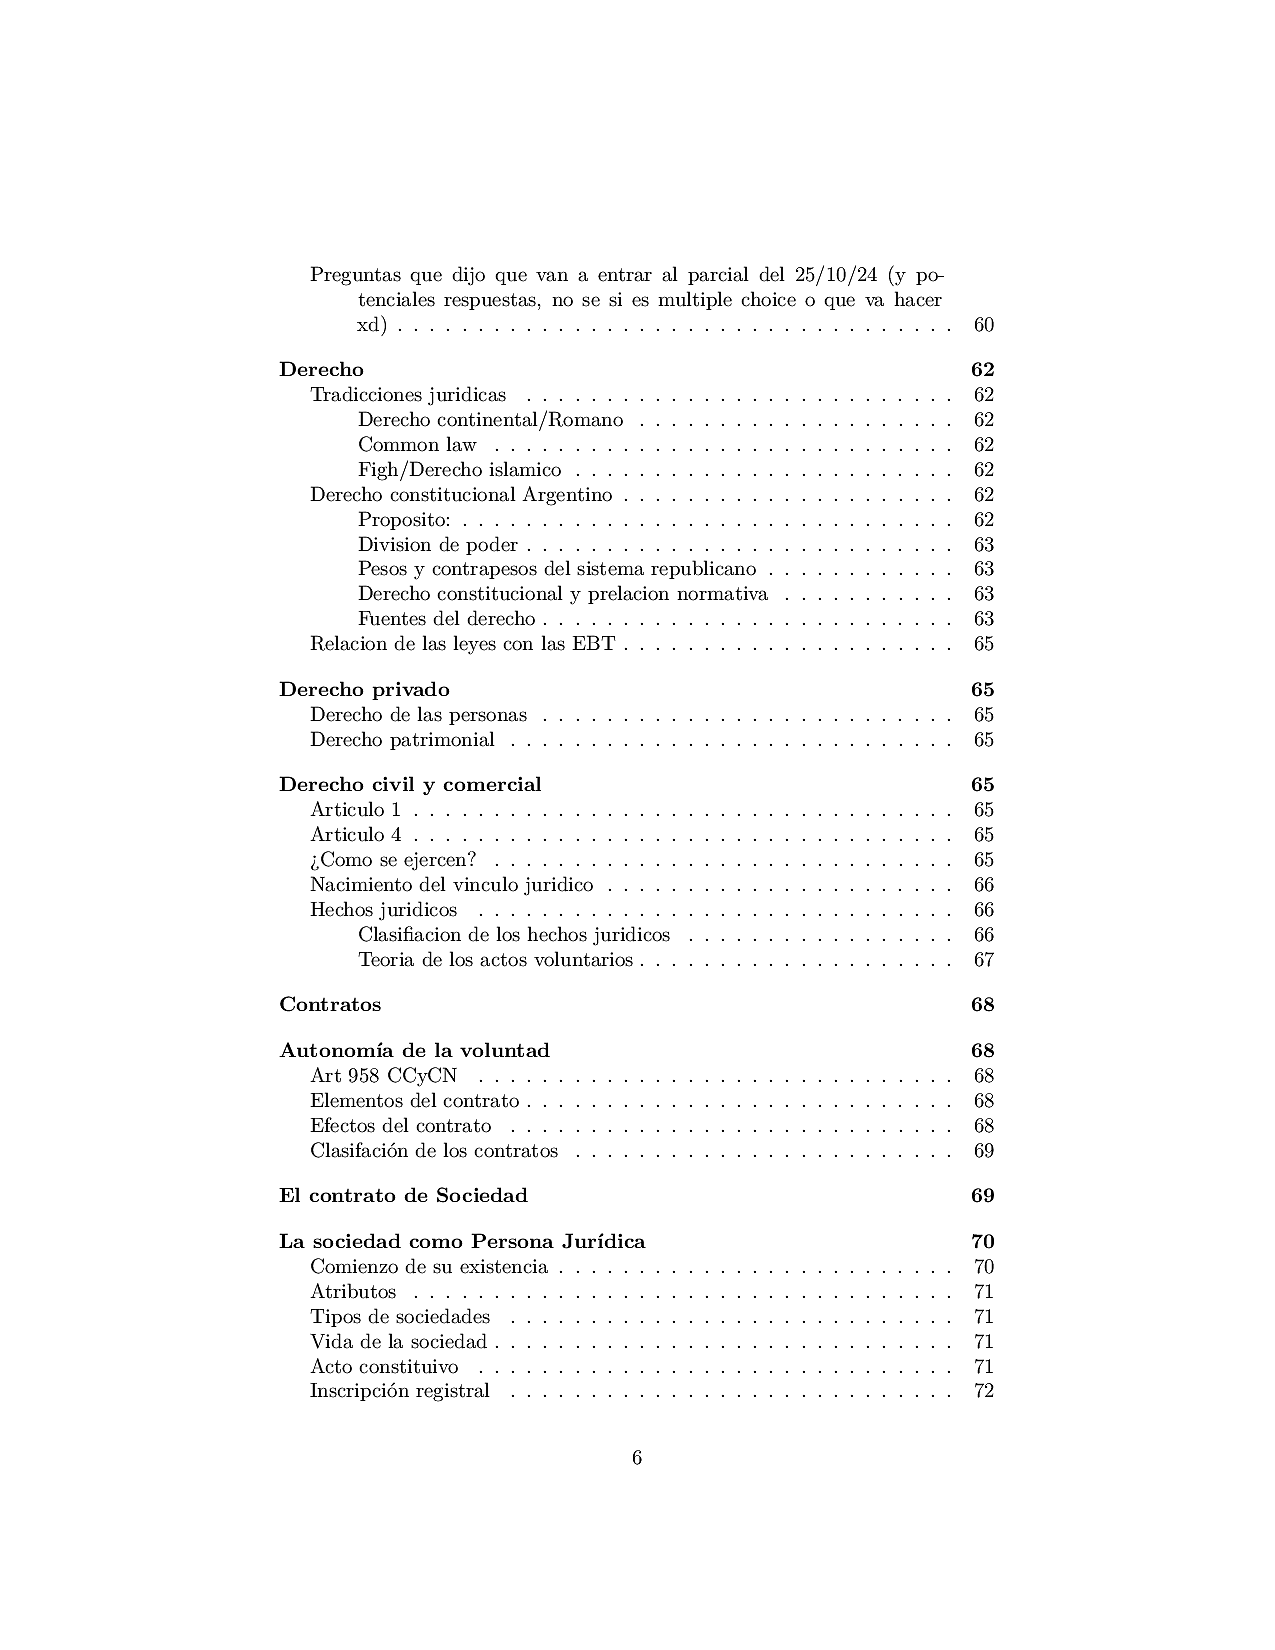 Preguntas que dijo que van a entrar al parcial del 25/10/24 (y po-
tenciales respuestas, no se si es multiple choice o que va hacer
xd) . . . . . . . . . . . . . . . . . . . . . . . . . . . . . . . . . . . 60
Derecho 62
Tradicciones juridicas . . . . . . . . . . . . . . . . . . . . . . . . . . . 62
Derecho continental/Romano . . . . . . . . . . . . . . . . . . . . 62
Common law . . . . . . . . . . . . . . . . . . . . . . . . . . . . . 62
Figh/Derecho islamico . . . . . . . . . . . . . . . . . . . . . . . . 62
Derecho constitucional Argentino . . . . . . . . . . . . . . . . . . . . . 62
Proposito: . . . . . . . . . . . . . . . . . . . . . . . . . . . . . . . 62
Division de poder . . . . . . . . . . . . . . . . . . . . . . . . . . . 63
Pesos y contrapesos del sistema republicano . . . . . . . . . . . . 63
Derecho constitucional y prelacion normativa . . . . . . . . . . . 63
Fuentes del derecho . . . . . . . . . . . . . . . . . . . . . . . . . . 63
Relacion de las leyes con las EBT . . . . . . . . . . . . . . . . . . . . . 65
Derecho privado 65
Derecho de las personas . . . . . . . . . . . . . . . . . . . . . . . . . . 65
Derecho patrimonial . . . . . . . . . . . . . . . . . . . . . . . . . . . . 65
Derecho civil y comercial 65
Articulo 1 . . . . . . . . . . . . . . . . . . . . . . . . . . . . . . . . . . 65
Articulo 4 . . . . . . . . . . . . . . . . . . . . . . . . . . . . . . . . . . 65
¿Como se ejercen? . . . . . . . . . . . . . . . . . . . . . . . . . . . . . 65
Nacimiento del vinculo juridico . . . . . . . . . . . . . . . . . . . . . . 66
Hechos juridicos . . . . . . . . . . . . . . . . . . . . . . . . . . . . . . 66
Clasifiacion de los hechos juridicos . . . . . . . . . . . . . . . . . 66
Teoria de los actos voluntarios . . . . . . . . . . . . . . . . . . . . 67
Contratos 68
Autonomía de la voluntad 68
Art 958 CCyCN . . . . . . . . . . . . . . . . . . . . . . . . . . . . . . 68
Elementos del contrato . . . . . . . . . . . . . . . . . . . . . . . . . . . 68
Efectos del contrato . . . . . . . . . . . . . . . . . . . . . . . . . . . . 68
Clasifación de los contratos . . . . . . . . . . . . . . . . . . . . . . . . 69
El contrato de Sociedad 69
La sociedad como Persona Jurídica 70
Comienzo de su existencia . . . . . . . . . . . . . . . . . . . . . . . . . 70
Atributos . . . . . . . . . . . . . . . . . . . . . . . . . . . . . . . . . . 71
Tipos de sociedades . . . . . . . . . . . . . . . . . . . . . . . . . . . . 71
Vida de la sociedad . . . . . . . . . . . . . . . . . . . . . . . . . . . . . 71
Acto constituivo . . . . . . . . . . . . . . . . . . . . . . . . . . . . . . 71
Inscripción registral . . . . . . . . . . . . . . . . . . . . . . . . . . . . 72
6